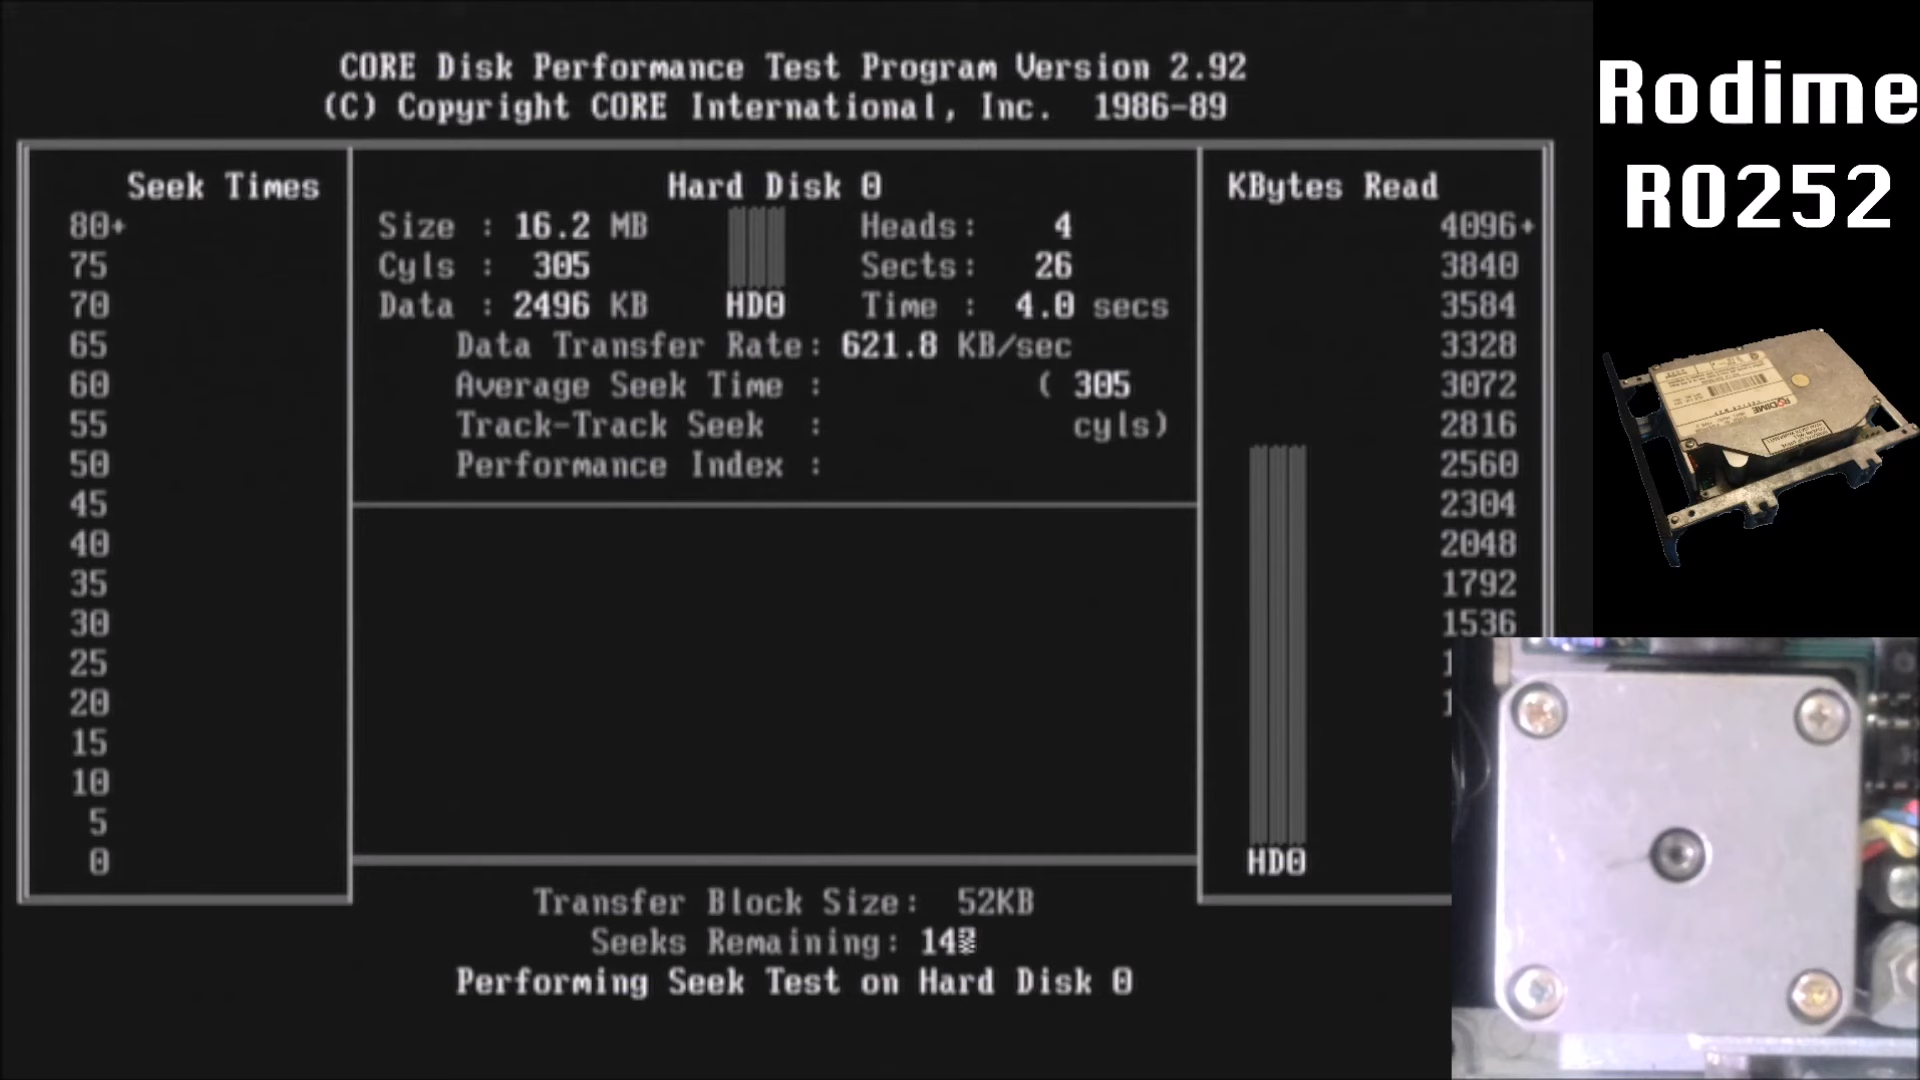 CORE Disk Performance Test Program Version 2.92
(C) Copyright CORE International, Inc. 1986-89
Seek Times
80+
75
70
65
60
55
50
45
40
35
30
25
20
15
10
5
0
Hard Disk 0
Size : 16.2 MB Heads: 4
Cyls : 305 Sects: 26
Data : 2496 KB HD0 Time : 4.0 secs
Data Transfer Rate: 621.8 KB/sec
Average Seek Time : ( 305
Track-Track Seek : cyls)
Performance Index :
KBytes Read
4096+
3840
3584
3328
3072
2816
2560
2304
2048
1792
1536
HD0
Transfer Block Size: 52KB
Seeks Remaining:
Performing Seek Test on Hard Disk 0
Rodime
RO252
RODIME